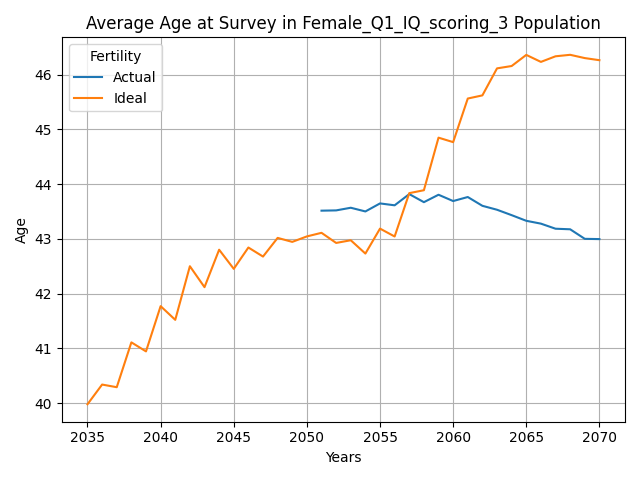 Average Age at Survey in Female_Q1_IQ_scoring_3 Population
Fertility
Actual
Ideal
46
45
44
43
42
41
40
Age
2035 2040 2045 2050 2055 2060 2065 2070
Years